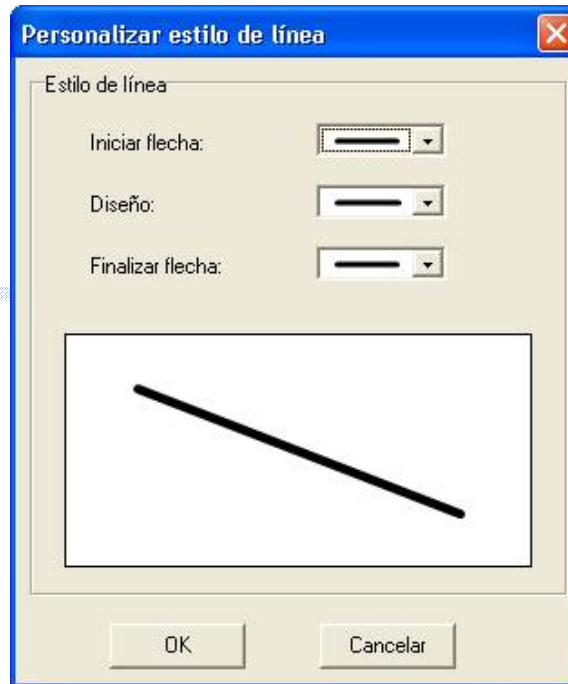 Personalizar estilo de línea
Estilo de línea
Iniciar flecha:
Diseño:
Finalizar flecha:
OK Cancelar